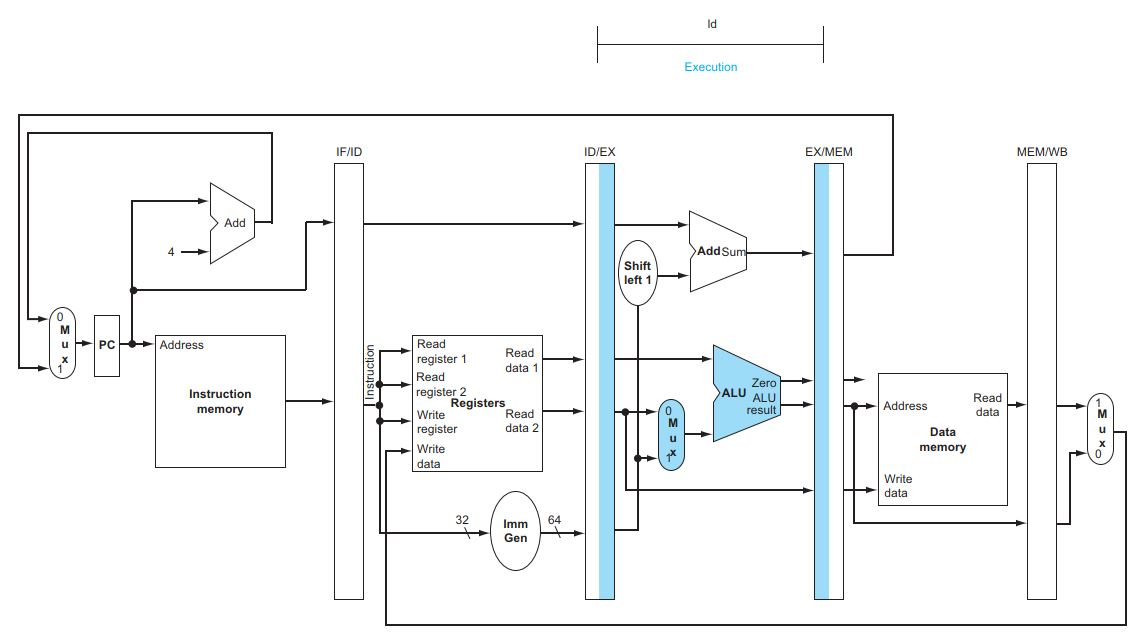 ld
Execution
IF/ID
ID/EX
EX/MEM
MEM/WB
Add
4
Add Sum
Shift
left 1
0
M
u
x
1
PC
Address
Instruction
memory
Instruction
Read
register 1
Read
register 2
Registers
Write
register
Write
data
Read
data 1
Read
data 2
0
M
u
x
1
ALU
Zero
ALU
result
Address
Read
data
Data
memory
Write
data
1
M
u
x
0
32
Imm
Gen
64